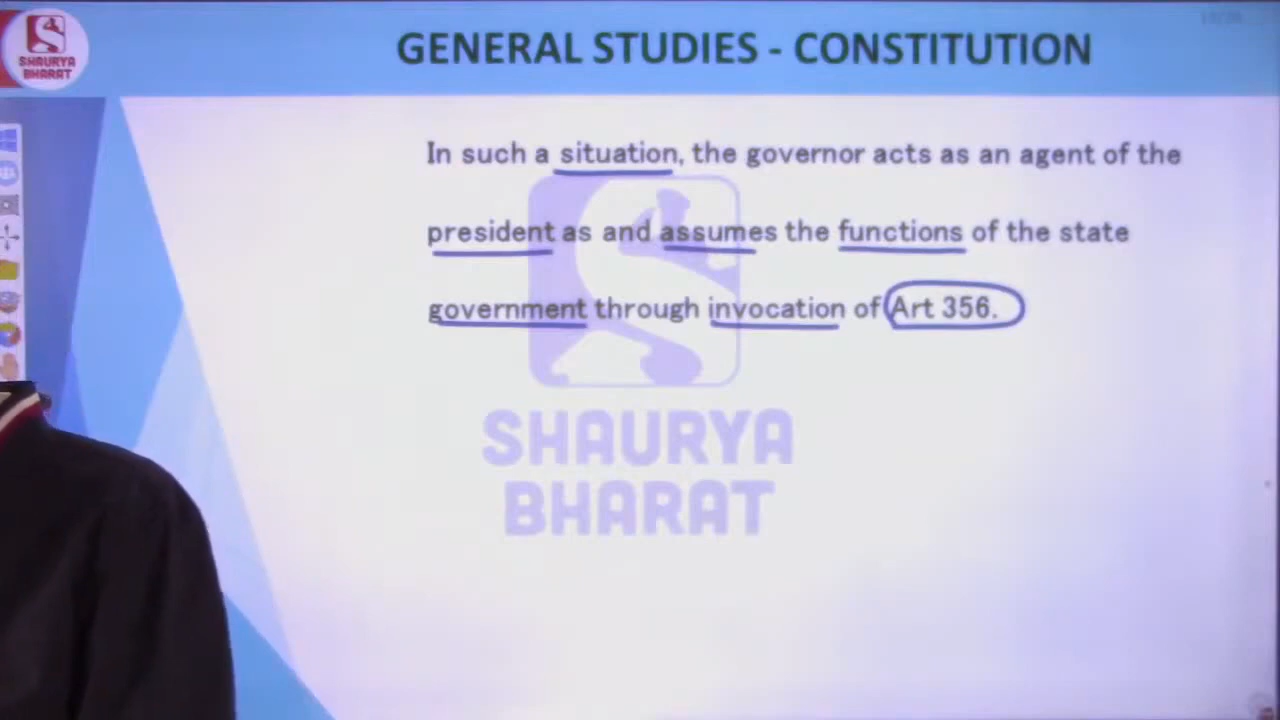 SHAURYA
BHARAT
GENERAL STUDIES - CONSTITUTION
In such a situation, the governor acts as an agent of the
president as and assumes the functions of the state
government through invocation of Art 356.
SHAURYA
BHARAT